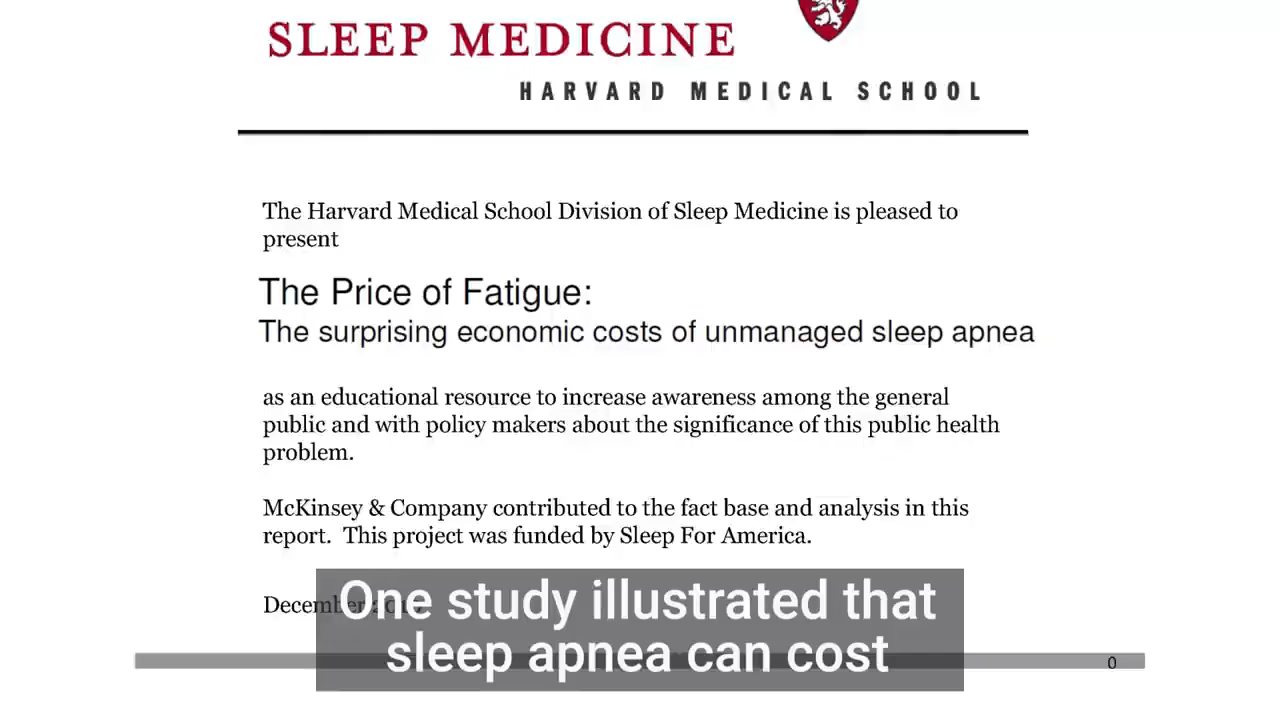 SLEEP MEDICINE
HARVARD MEDICAL SCHOOL
The Harvard Medical School Division of Sleep Medicine is pleased to
present
The Price of Fatigue:
The surprising economic costs of unmanaged sleep apnea
as an educational resource to increase awareness among the general
public and with policy makers about the significance of this public health
problem.
McKinsey & Company contributed to the fact base and analysis in this
report.  This project was funded by Sleep For America.
December
One study illustrated that
sleep apnea can cost
0